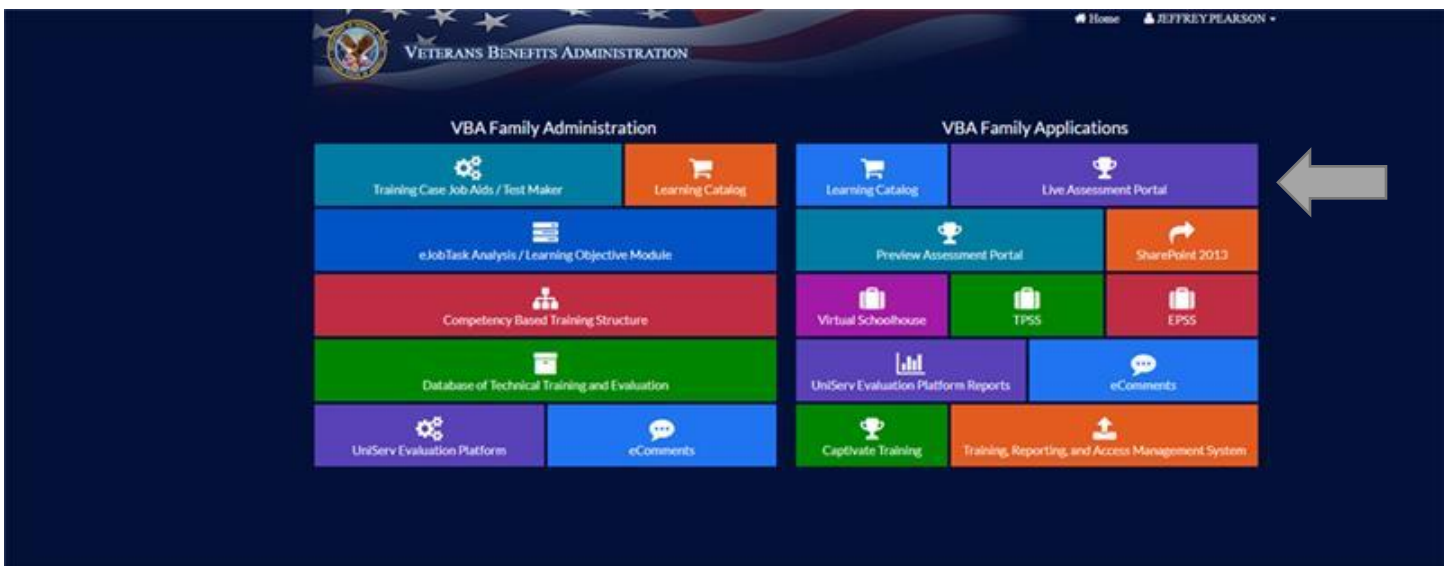 Home JEFFREY.PEARSON
VETERANS BENEFITS ADMINISTRATION
VBA Family Administration
Training Case Job Aids / Test Maker
Learning Catalog
eJobTask Analysis / Learning Objective Module
Competency Based Training Structure
Database of Technical Training and Evaluation
UniServ Evaluation Platform
eComments
VBA Family Applications
Learning Catalog
Live Assessment Portal
Preview Assessment Portal
SharePoint 2013
Virtual Schoolhouse
TPSS
EPSS
UniServ Evaluation Platform Reports
eComments
Captivate Training
Training, Reporting, and Access Management System